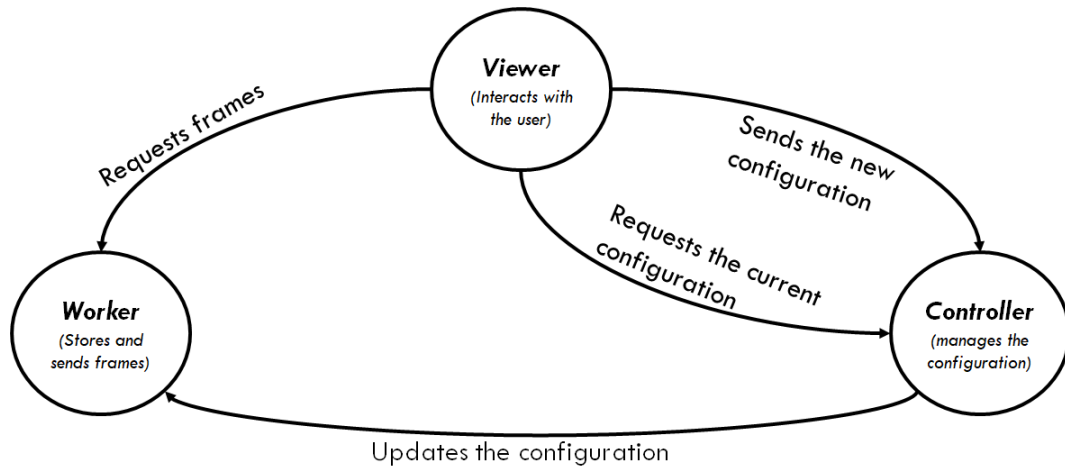 Viewer
(Interacts with
the user)
Requests frames
Sends the new
configuration
Requests the current
configuration
Worker
(Stores and
sends frames)
Controller
(manages the
configuration)
Updates the configuration